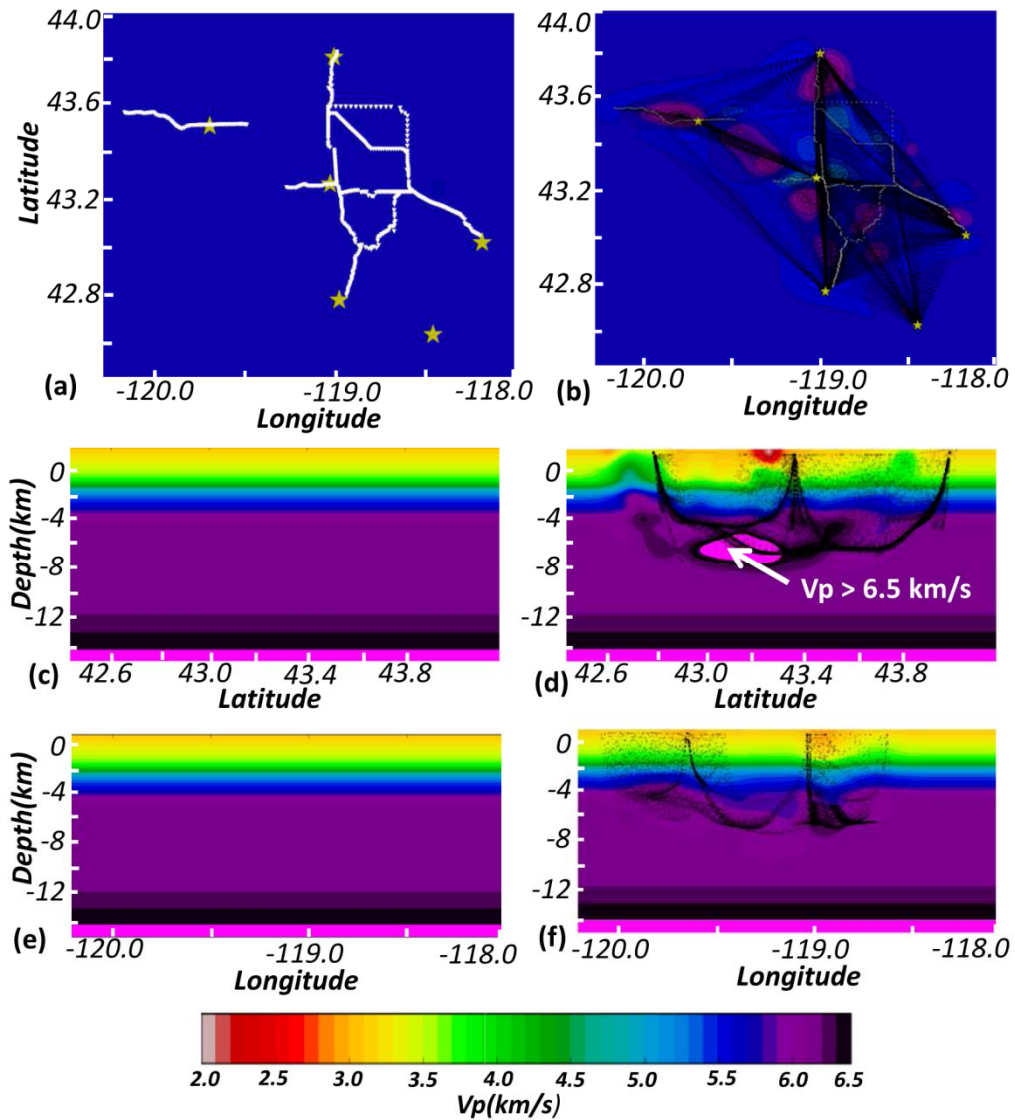 44.0
43.6
43.2
42.8
Latitude
(a)
-120.0
-119.0
-118.0
Longitude
44.0
43.6
43.2
42.8
(b)
-120.0
-119.0
-118.0
Longitude
0
-4
-8
-12
Depth(km)
(c)
42.6
43.0
43.4
43.8
Latitude
0
-4
-8
-12
Vp > 6.5 km/s
(d)
42.6
43.0
43.4
43.8
Latitude
0
-4
-8
-12
Depth(km)
(e)
-120.0
-119.0
-118.0
Longitude
0
-4
-8
-12
(f)
-120.0
-119.0
-118.0
Longitude
2.0 2.5 3.0 3.5 4.0 4.5 5.0 5.5 6.0 6.5
Vp(km/s)